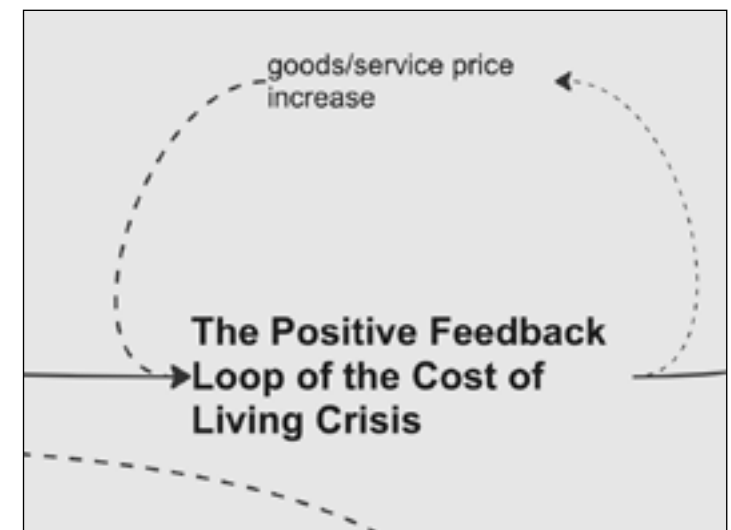 goods/service price
increase
The Positive Feedback
Loop of the Cost of
Living Crisis